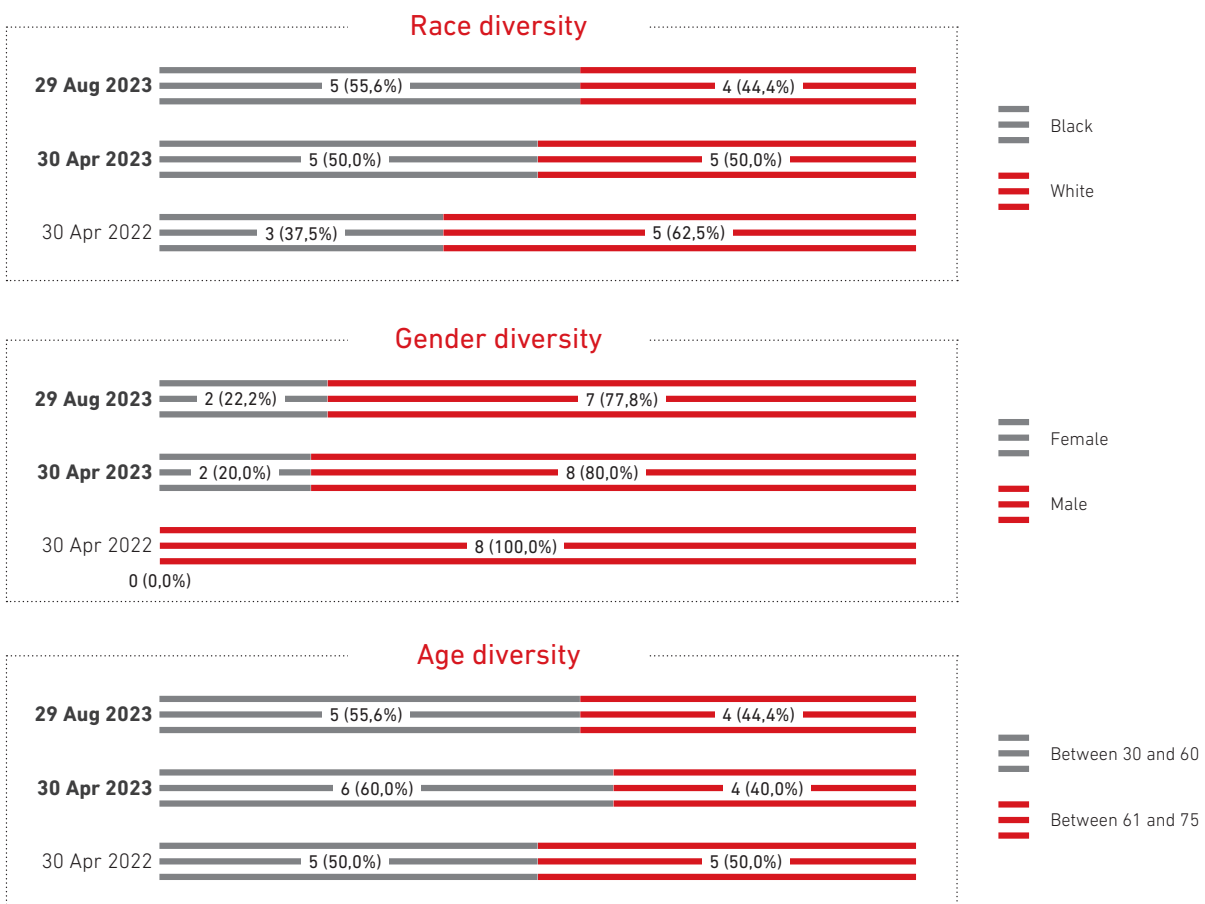 Race diversity
29 Aug 2023 5 (55,6%) 4 (44,4%)
30 Apr 2023 5 (50,0%) 5 (50,0%)
30 Apr 2022 3 (37,5%) 5 (62,5%)
Black
White
Gender diversity
29 Aug 2023 2 (22,2%) 7 (77,8%)
30 Apr 2023 2 (20,0%) 8 (80,0%)
30 Apr 2022 8 (100,0%)
0 (0,0%)
Female
Male
Age diversity
29 Aug 2023 5 (55,6%) 4 (44,4%)
30 Apr 2023 6 (60,0%) 4 (40,0%)
30 Apr 2022 5 (50,0%) 5 (50,0%)
Between 30 and 60
Between 61 and 75